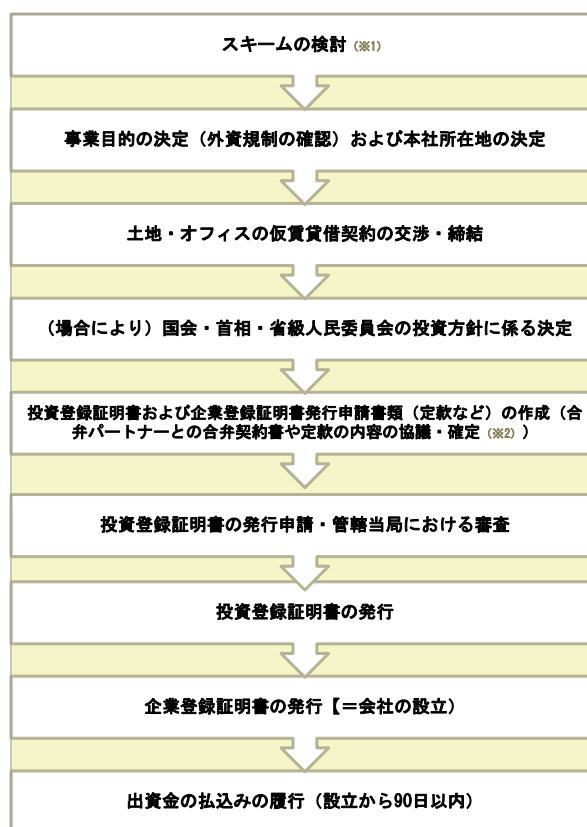 スキームの検討 (※1)
事業目的の決定（外資規制の確認）および本社所在地の決定
土地・オフィスの仮賃貸借契約の交渉・締結
（場合により）国会・首相・省級人民委員会の投資方針に係る決定
投資登録証明書および企業登録証明書発行申請書類（定款など）の作成（合
弁パートナーとの合弁契約書や定款の内容の協議・確定 (※2) ）
投資登録証明書の発行申請・管轄当局における審査
投資登録証明書の発行
企業登録証明書の発行【＝会社の設立）
出資金の払込みの履行（設立から90日以内）